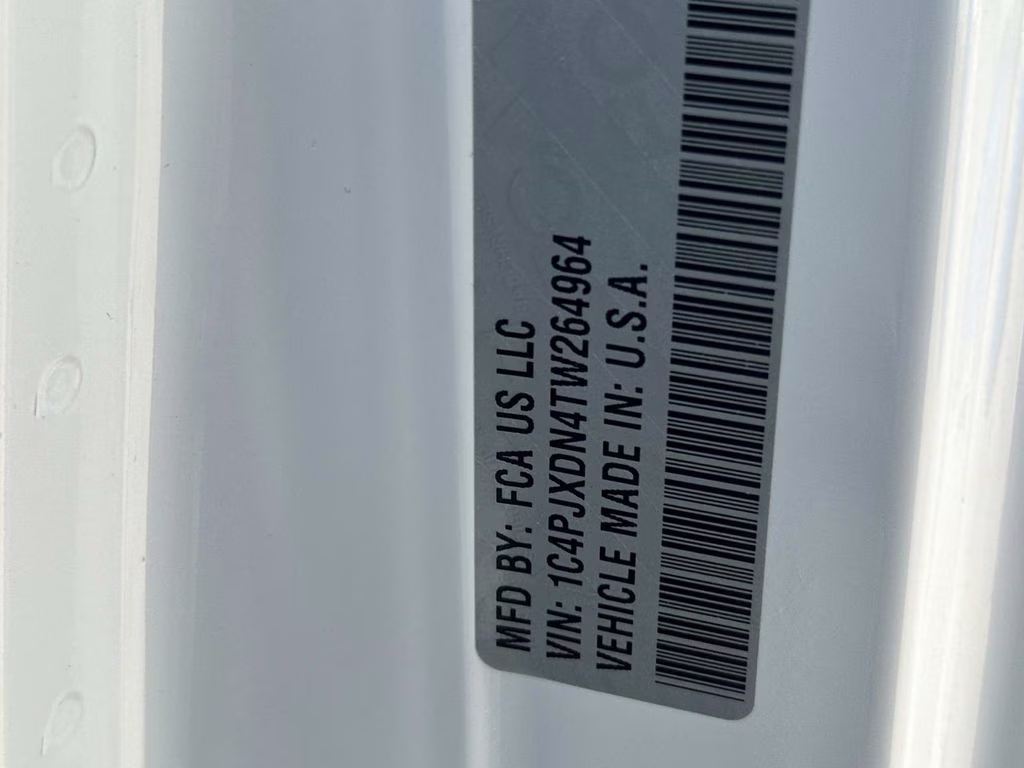 MFD BY: FCA US LLC
VIN: 1C4PJXDN4TW264964
VEHICLE MADE IN: U.S.A.